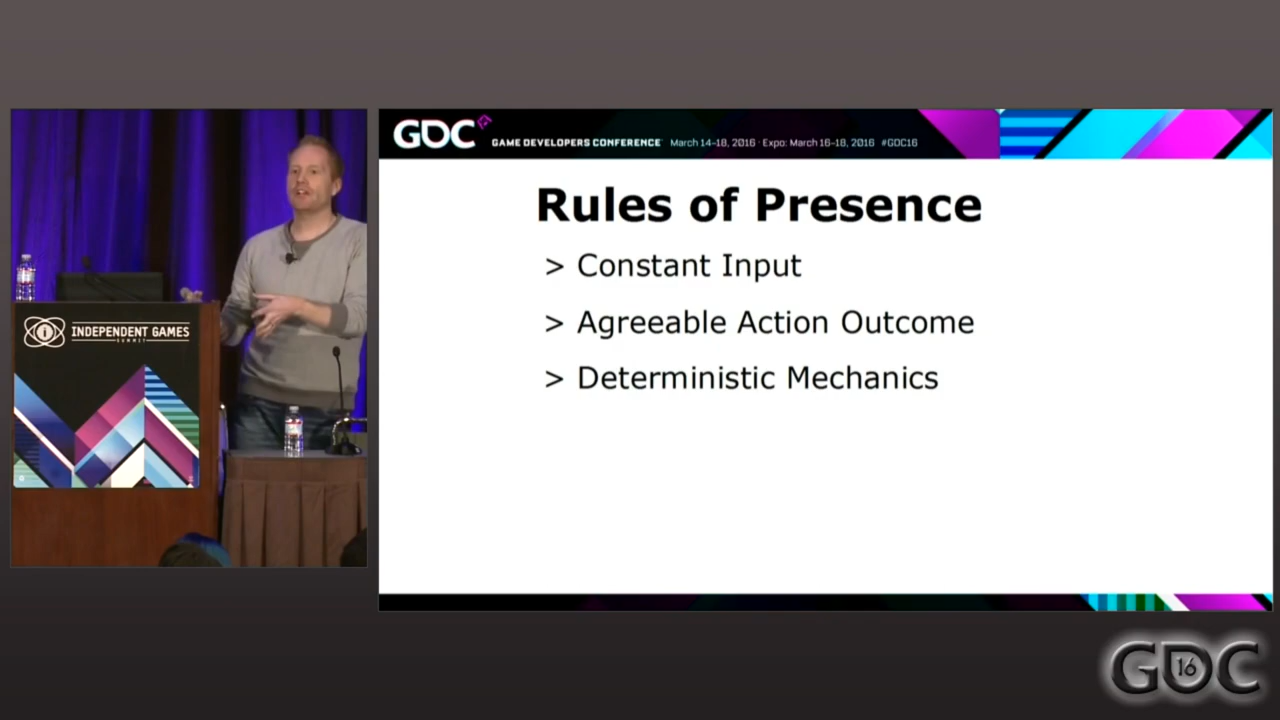 GDC
GAME DEVELOPERS CONFERENCE March 14-18, 2016 · Expo: March 16-18, 2016 #GDC16
Rules of Presence
> Constant Input
> Agreeable Action Outcome
> Deterministic Mechanics
INDEPENDENT GAMES
SUMMIT
GDC
16